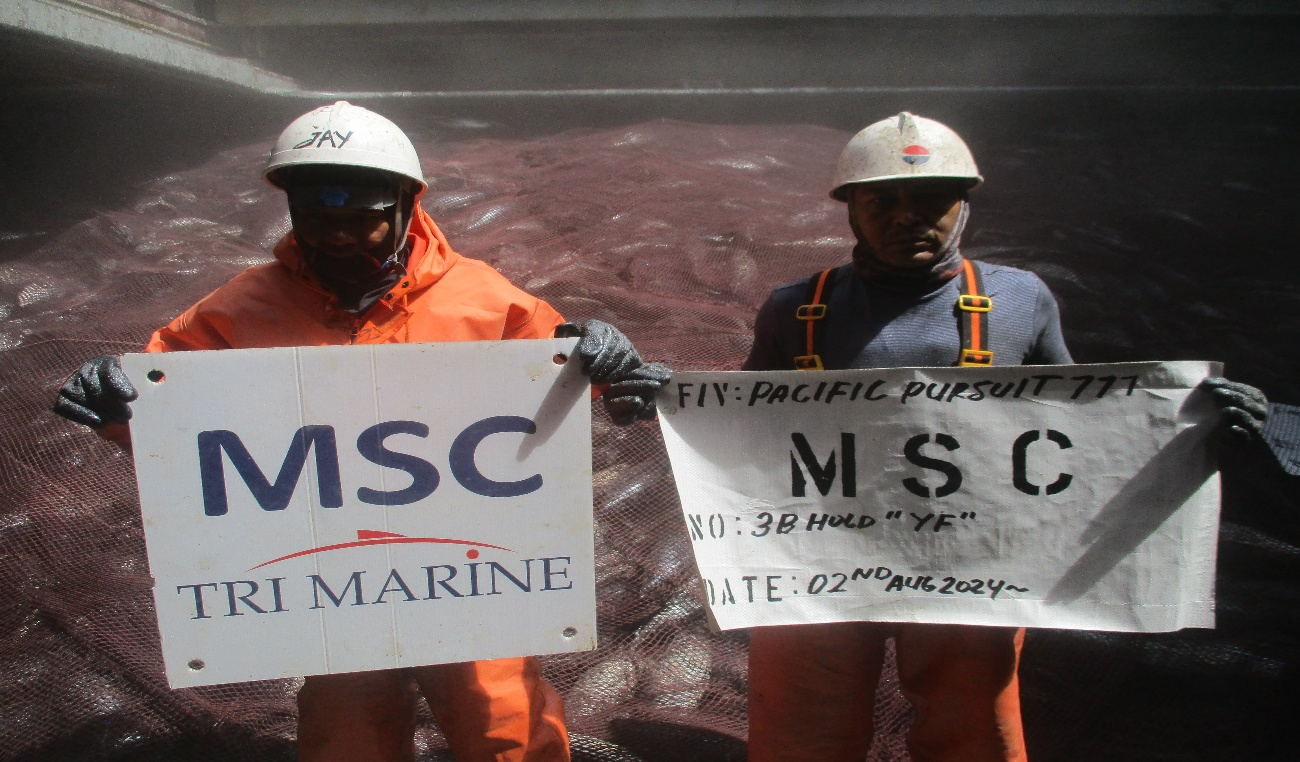 JAY
MSC
TRI MARINE
F/V: PACIFIC PURSUIT 777
MSC
NO: 3B HOLD "YF"
DATE: 02ND AUG 2024~